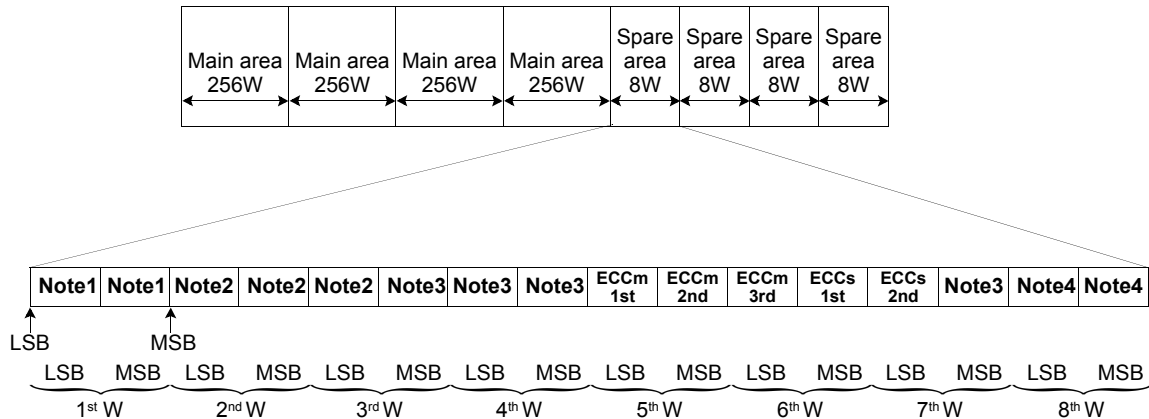 Main area 256W
Main area 256W
Main area 256W
Main area 256W
Spare area 8W
Spare area 8W
Spare area 8W
Spare area 8W
Note1 Note1 Note2 Note2 Note2 Note3 Note3 Note3 ECCm 1st ECCm 2nd ECCm 3rd ECCs 1st ECCs 2nd Note3 Note4 Note4
LSB MSB
LSB MSB LSB MSB LSB MSB LSB MSB LSB MSB LSB MSB LSB MSB LSB MSB
1st W 2nd W 3rd W 4th W 5th W 6th W 7th W 8th W